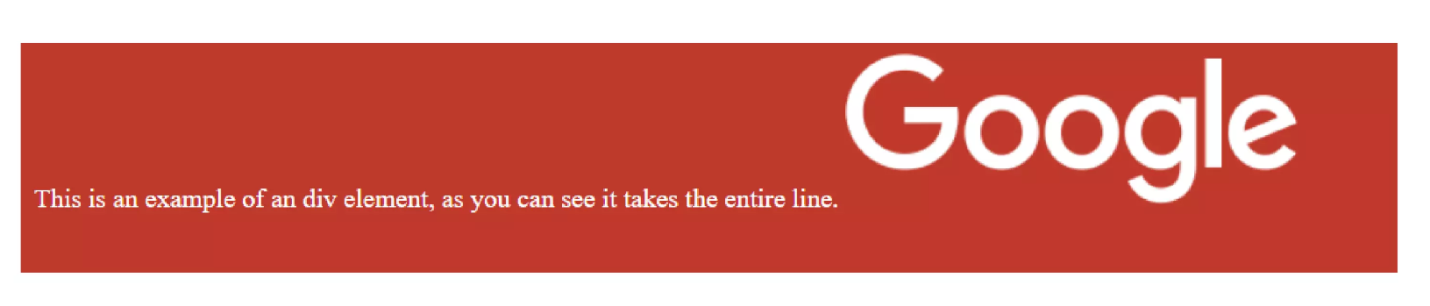 Google
This is an example of an div element, as you can see it takes the entire line.